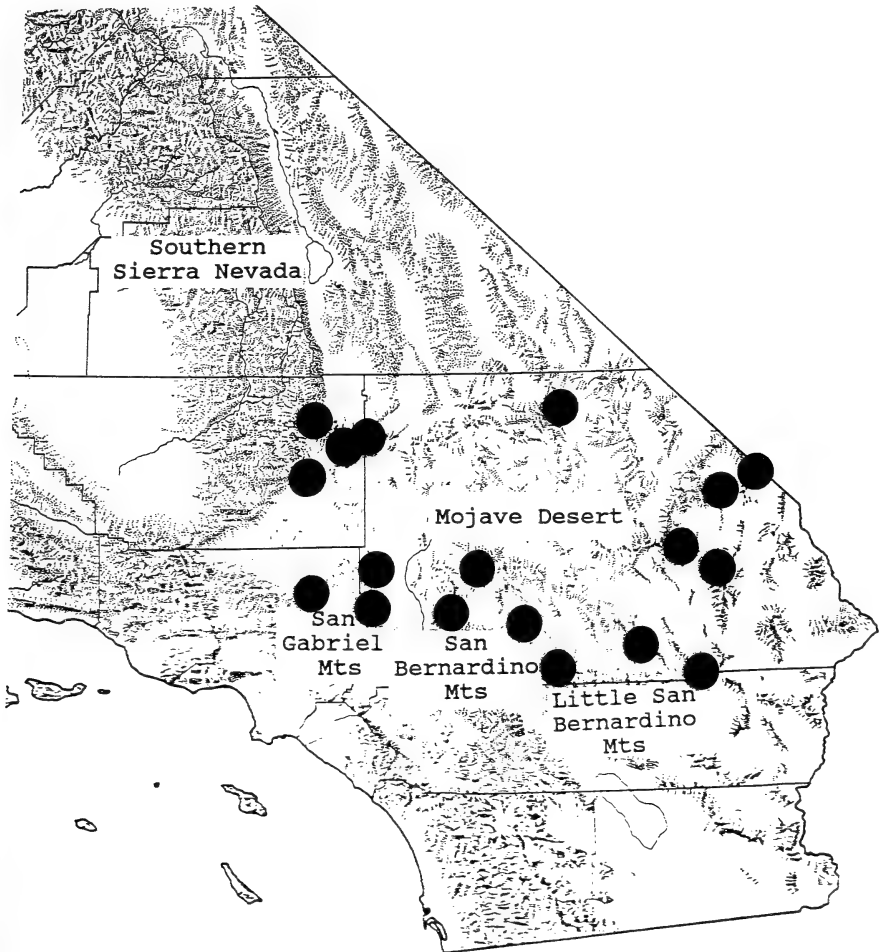 Southern
Sierra Nevada
Mojave Desert
San
Gabriel
Mts
San
Bernardino
Mts
Little San
Bernardino
Mts